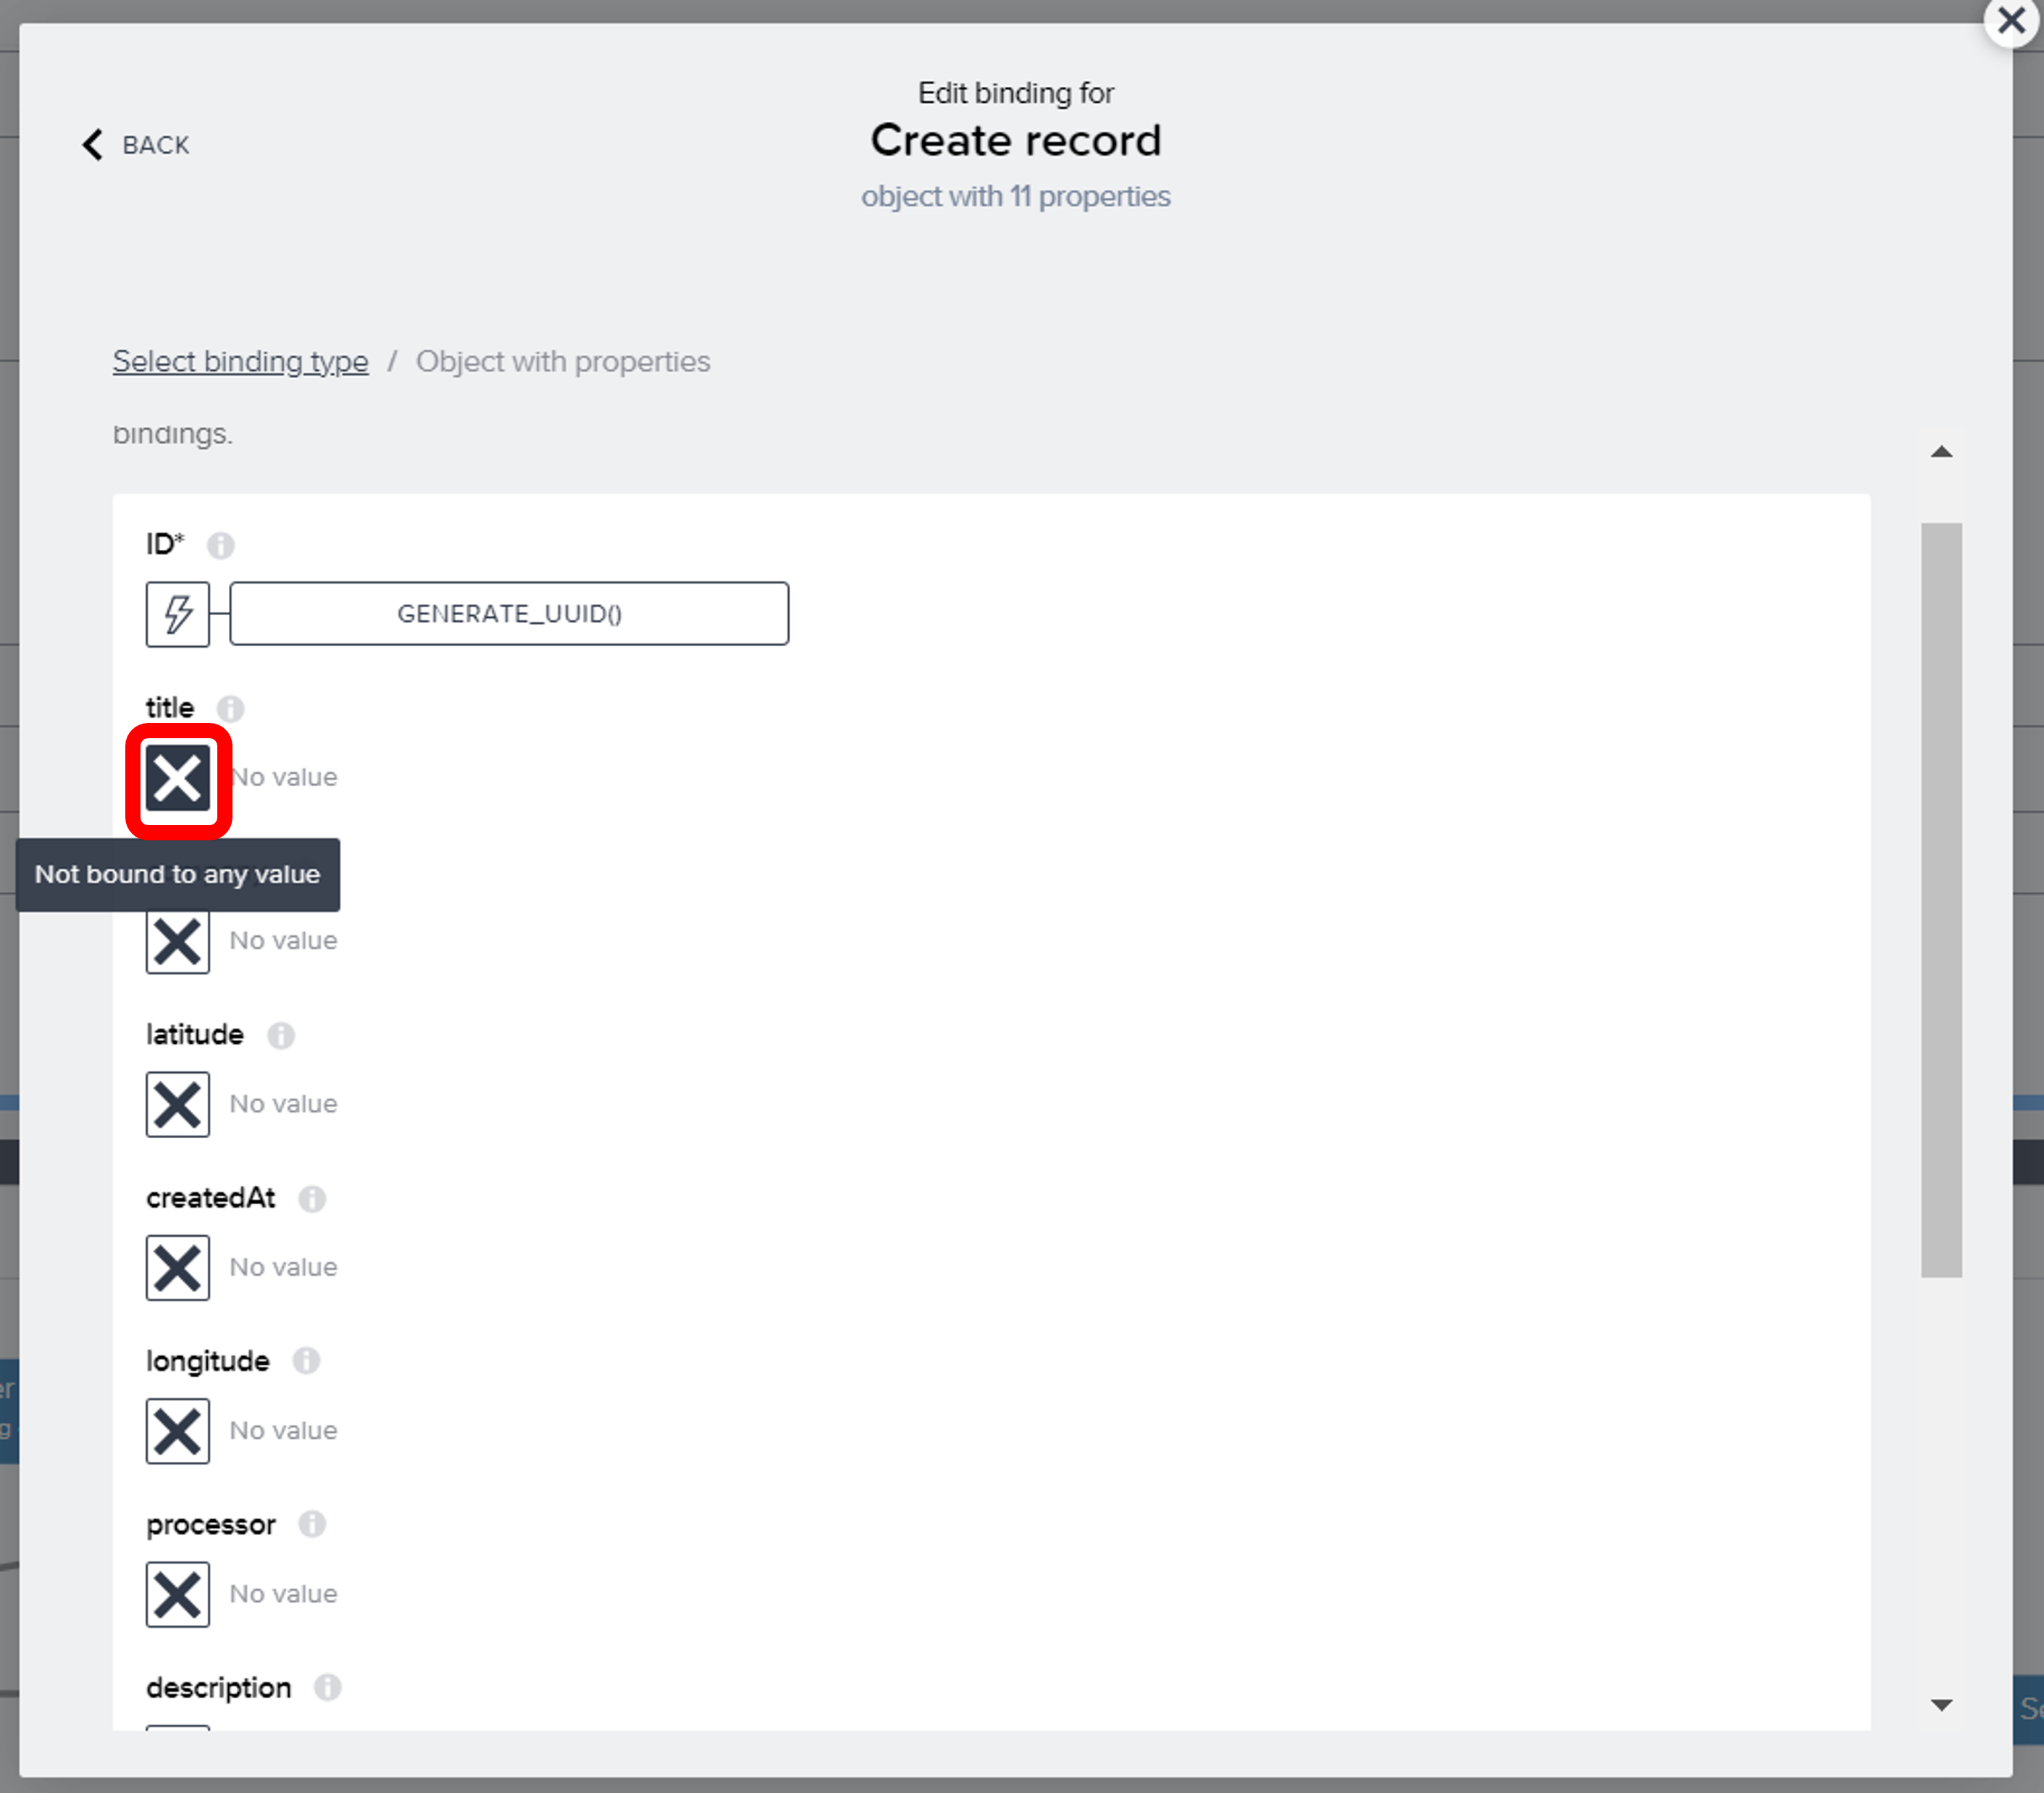 Edit binding for
BACK
Create record
object with 11 properties
Select binding type / Object with properties
bindings.
ID*
GENERATE_UUID()
title
No value
Not bound to any value
No value
latitude
No value
createdAt
No value
longitude
No value
processor
No value
description